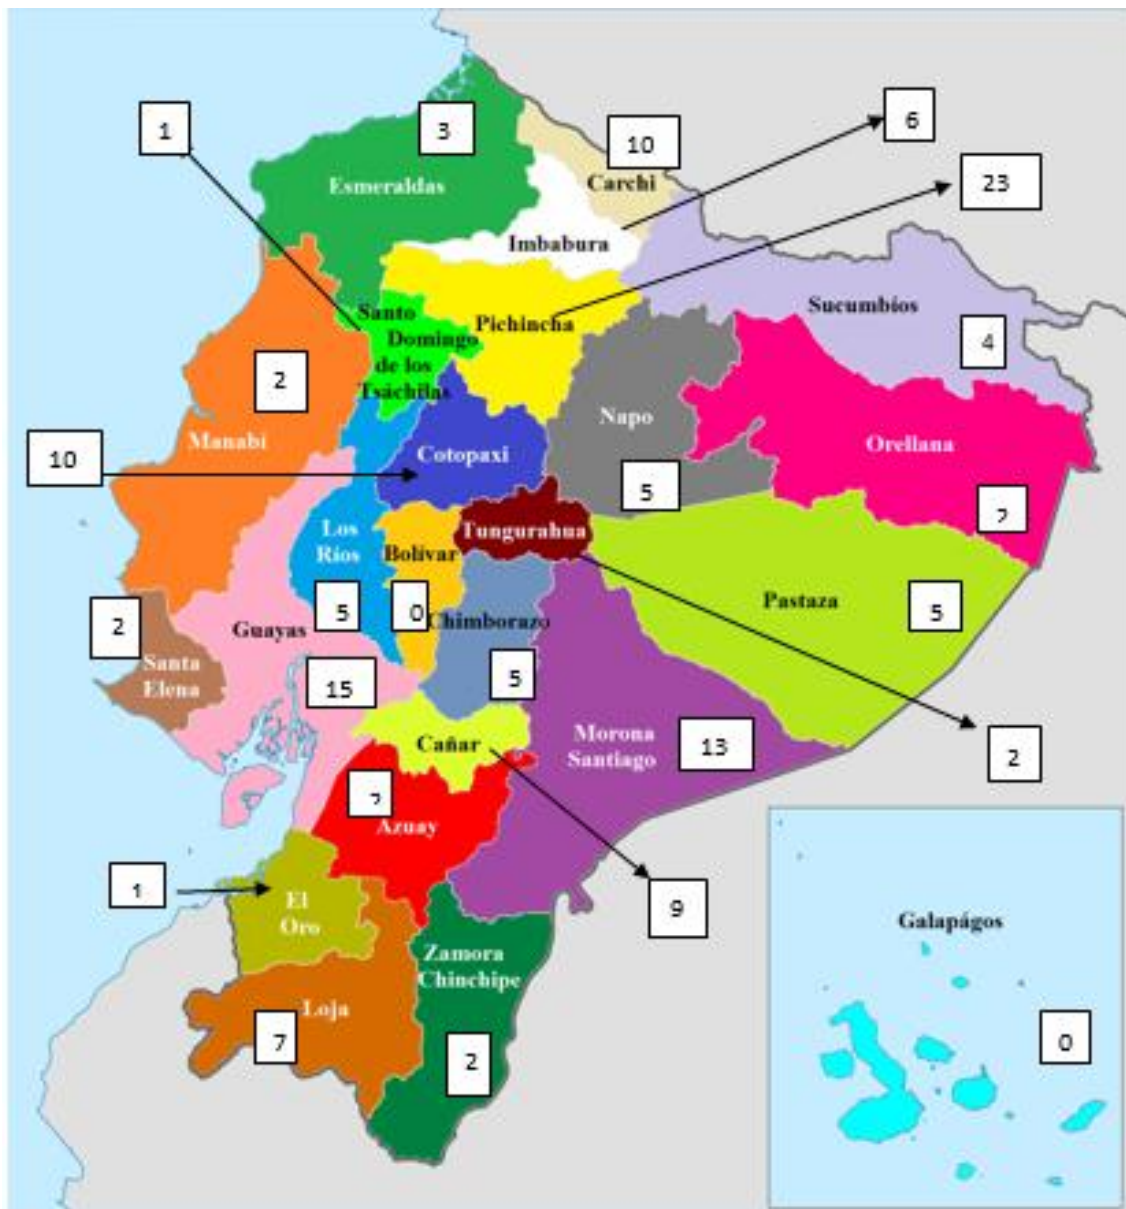 1
3
10
6
23
Esmeraldas
Carchi
Imbabura
Santo
Domingo
de los
Tsáchilas
Pichincha
Sucumbíos
4
2
Manabí
10
Cotopaxi
Napo
5
Orellana
Los
Ríos
5
Bolívar
0
Tungurahua
Chimborazo
5
Pastaza
5
2
2
Santa
Elena
Guayas
15
Cañar
Morona
Santiago
13
Azuay
9
El
Oro
Zamora
Chinchipe
2
Loja
7
Galapágos
0